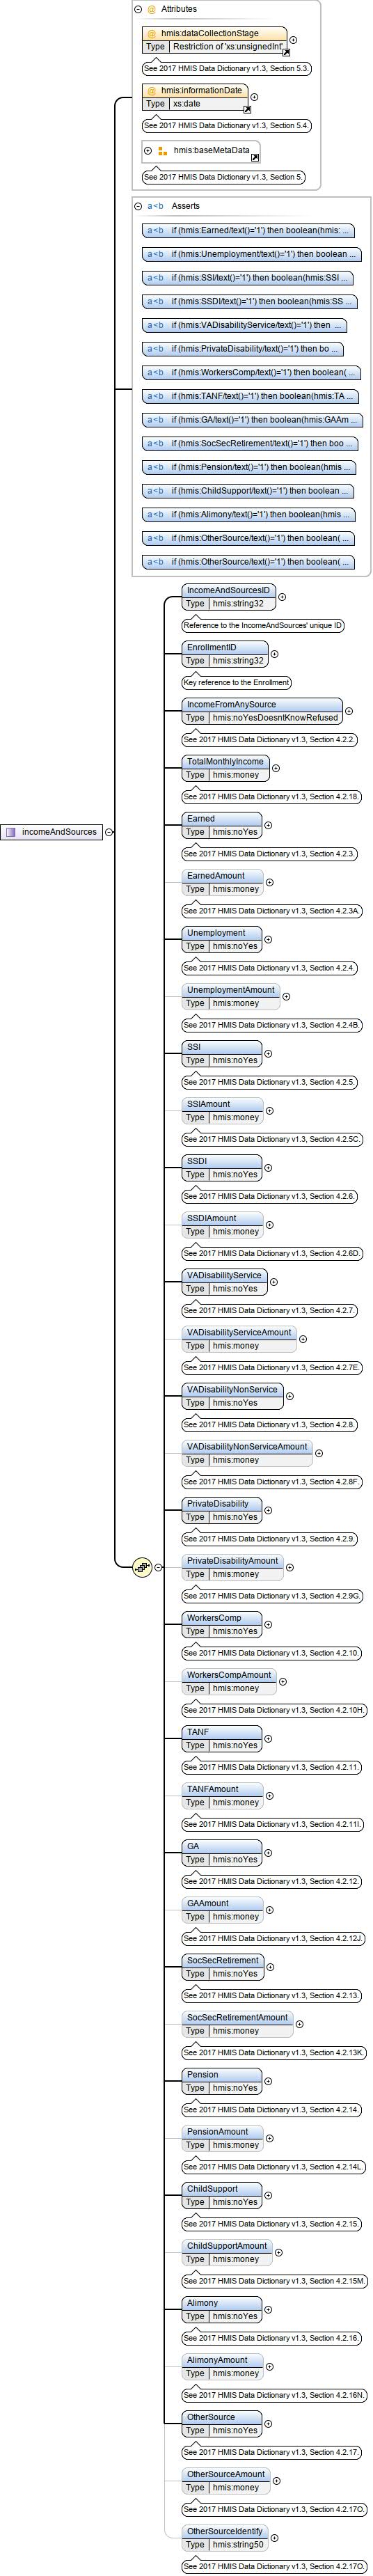 Attributes
@ hmis:dataCollectionStage
Type Restriction of 'xs:unsignedInt'
See 2017 HMIS Data Dictionary v1.3, Section 5.3.
@ hmis:informationDate
Type xs:date
See 2017 HMIS Data Dictionary v1.3, Section 5.4.
hmis:baseMetaData
See 2017 HMIS Data Dictionary v1.3, Section 5.
a<b Asserts
a<b if (hmis:Earned/text()='1') then boolean(hmis: ...
a<b if (hmis:Unemployment/text()='1') then boolean ...
a<b if (hmis:SSI/text()='1') then boolean(hmis:SSI ...
a<b if (hmis:SSDI/text()='1') then boolean(hmis:SS ...
a<b if (hmis:VADisabilityService/text()='1') then ...
a<b if (hmis:PrivateDisability/text()='1') then bo ...
a<b if (hmis:WorkersComp/text()='1') then boolean( ...
a<b if (hmis:TANF/text()='1') then boolean(hmis:TA ...
a<b if (hmis:GA/text()='1') then boolean(hmis:GAAm ...
a<b if (hmis:SocSecRetirement/text()='1') then boo ...
a<b if (hmis:Pension/text()='1') then boolean(hmis ...
a<b if (hmis:ChildSupport/text()='1') then boolean ...
a<b if (hmis:Alimony/text()='1') then boolean(hmis ...
a<b if (hmis:OtherSource/text()='1') then boolean( ...
a<b if (hmis:OtherSource/text()='1') then boolean( ...
incomeAndSources
IncomeAndSourcesID
Type hmis:string32
Reference to the IncomeAndSources' unique ID
EnrollmentID
Type hmis:string32
Key reference to the Enrollment
IncomeFromAnySource
Type hmis:noYesDoesntKnowRefused
See 2017 HMIS Data Dictionary v1.3, Section 4.2.2.
TotalMonthlyIncome
Type hmis:money
See 2017 HMIS Data Dictionary v1.3, Section 4.2.18.
Earned
Type hmis:noYes
See 2017 HMIS Data Dictionary v1.3, Section 4.2.3.
EarnedAmount
Type hmis:money
See 2017 HMIS Data Dictionary v1.3, Section 4.2.3A.
Unemployment
Type hmis:noYes
See 2017 HMIS Data Dictionary v1.3, Section 4.2.4.
UnemploymentAmount
Type hmis:money
See 2017 HMIS Data Dictionary v1.3, Section 4.2.4B.
SSI
Type hmis:noYes
See 2017 HMIS Data Dictionary v1.3, Section 4.2.5.
SSIAmount
Type hmis:money
See 2017 HMIS Data Dictionary v1.3, Section 4.2.5C.
SSDI
Type hmis:noYes
See 2017 HMIS Data Dictionary v1.3, Section 4.2.6.
SSDIAmount
Type hmis:money
See 2017 HMIS Data Dictionary v1.3, Section 4.2.6D.
VADisabilityService
Type hmis:noYes
See 2017 HMIS Data Dictionary v1.3, Section 4.2.7.
VADisabilityServiceAmount
Type hmis:money
See 2017 HMIS Data Dictionary v1.3, Section 4.2.7E.
VADisabilityNonService
Type hmis:noYes
See 2017 HMIS Data Dictionary v1.3, Section 4.2.8.
VADisabilityNonServiceAmount
Type hmis:money
See 2017 HMIS Data Dictionary v1.3, Section 4.2.8F.
PrivateDisability
Type hmis:noYes
See 2017 HMIS Data Dictionary v1.3, Section 4.2.9.
PrivateDisabilityAmount
Type hmis:money
See 2017 HMIS Data Dictionary v1.3, Section 4.2.9G.
WorkersComp
Type hmis:noYes
See 2017 HMIS Data Dictionary v1.3, Section 4.2.10.
WorkersCompAmount
Type hmis:money
See 2017 HMIS Data Dictionary v1.3, Section 4.2.10H.
TANF
Type hmis:noYes
See 2017 HMIS Data Dictionary v1.3, Section 4.2.11.
TANFAmount
Type hmis:money
See 2017 HMIS Data Dictionary v1.3, Section 4.2.11I.
GA
Type hmis:noYes
See 2017 HMIS Data Dictionary v1.3, Section 4.2.12.
GAAmount
Type hmis:money
See 2017 HMIS Data Dictionary v1.3, Section 4.2.12J.
SocSecRetirement
Type hmis:noYes
See 2017 HMIS Data Dictionary v1.3, Section 4.2.13.
SocSecRetirementAmount
Type hmis:money
See 2017 HMIS Data Dictionary v1.3, Section 4.2.13K.
Pension
Type hmis:noYes
See 2017 HMIS Data Dictionary v1.3, Section 4.2.14.
PensionAmount
Type hmis:money
See 2017 HMIS Data Dictionary v1.3, Section 4.2.14L.
ChildSupport
Type hmis:noYes
See 2017 HMIS Data Dictionary v1.3, Section 4.2.15.
ChildSupportAmount
Type hmis:money
See 2017 HMIS Data Dictionary v1.3, Section 4.2.15M.
Alimony
Type hmis:noYes
See 2017 HMIS Data Dictionary v1.3, Section 4.2.16.
AlimonyAmount
Type hmis:money
See 2017 HMIS Data Dictionary v1.3, Section 4.2.16N.
OtherSource
Type hmis:noYes
See 2017 HMIS Data Dictionary v1.3, Section 4.2.17.
OtherSourceAmount
Type hmis:money
See 2017 HMIS Data Dictionary v1.3, Section 4.2.17O.
OtherSourceIdentify
Type hmis:string50
See 2017 HMIS Data Dictionary v1.3, Section 4.2.17O.